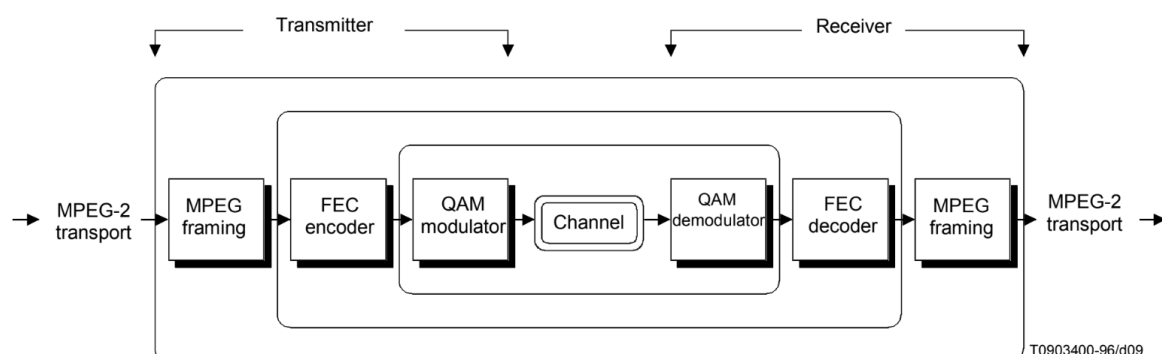 Transmitter
Receiver
MPEG-2
transport
MPEG
framing
FEC
encoder
QAM
modulator
Channel
QAM
demodulator
FEC
decoder
MPEG
framing
MPEG-2
transport
T0903400-96/d09